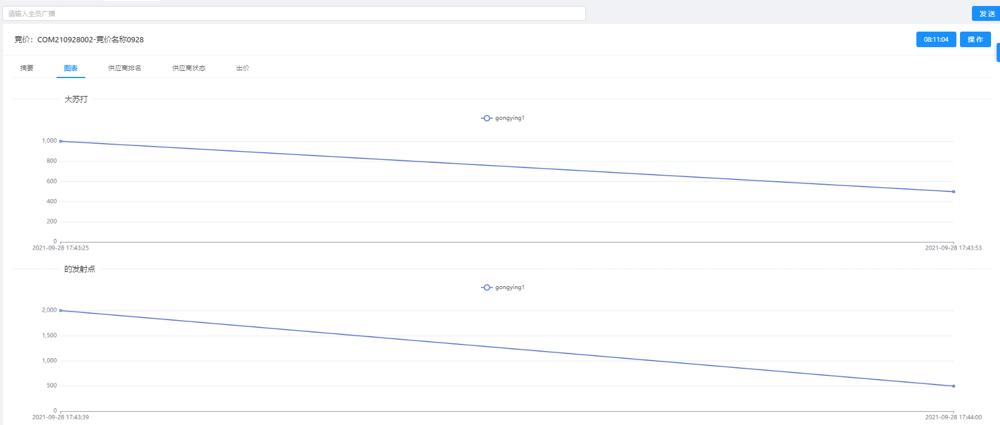 请输入全员广播
发 送
竞价：COM210928002-竞价名称0928
08:11:04
操 作
摘要
图表
供应商排名
供应商状态
出价
大苏打
gongying1
1,000
800
600
400
200
0
2021-09-28 17:43:25
2021-09-28 17:43:53
的发射点
gongying1
2,000
1,500
1,000
500
0
2021-09-28 17:43:39
2021-09-28 17:44:00